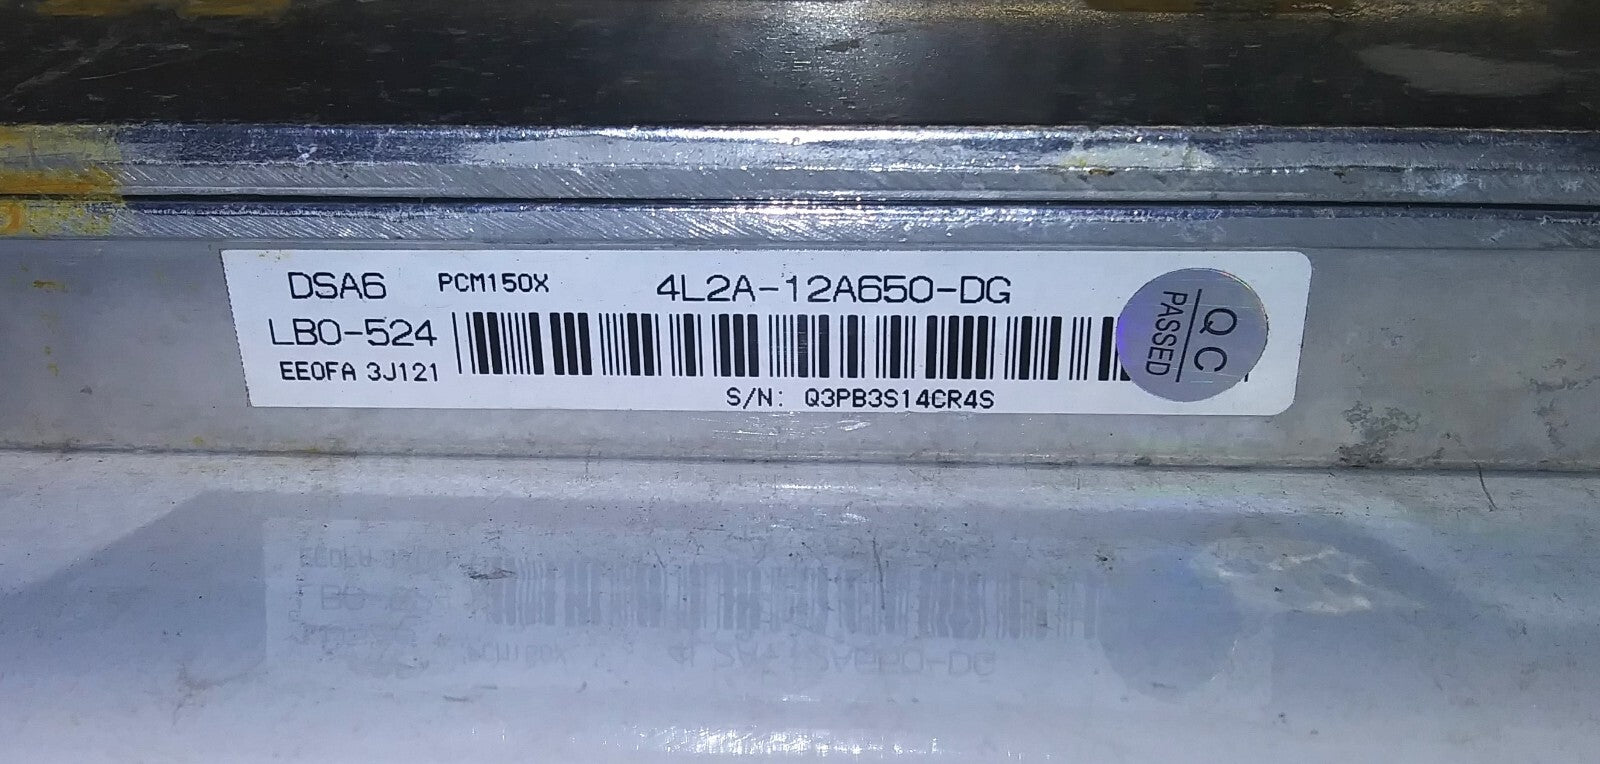 DSA6 PCM150X 4L2A-12A650-DG
LB0-524
EE0FA 3J121
S/N: Q3PB3S14CR4S
QC
PASSED